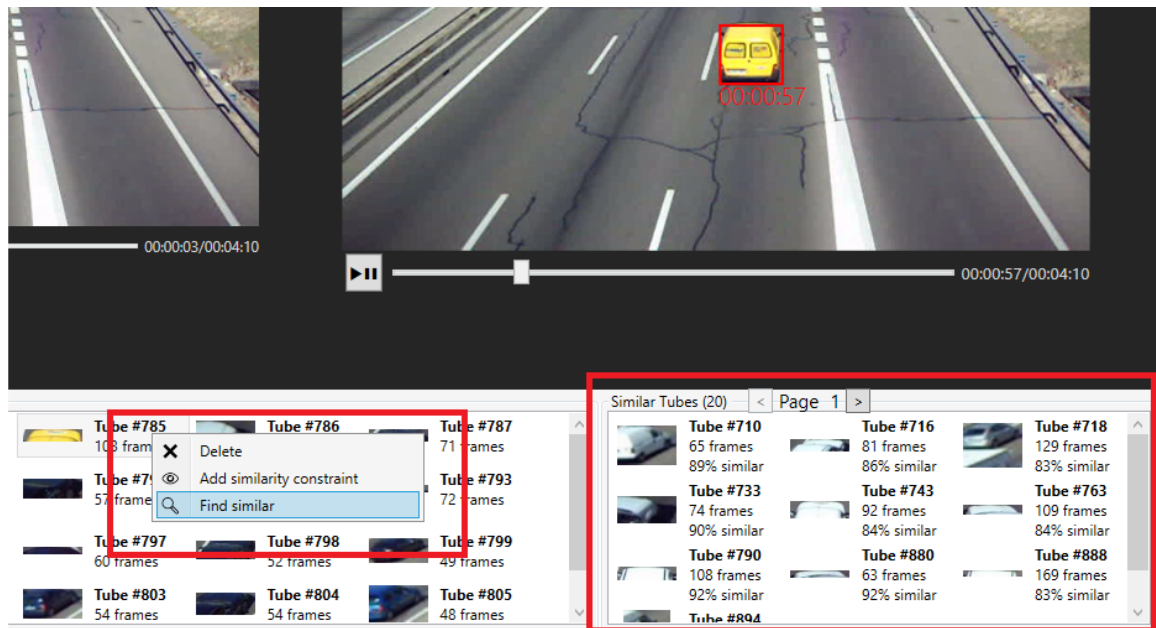 00:00:57
00:00:03/00:04:10
00:00:57/00:04:10
Tube #785
Tube #786
Tube #787
71 frames
Delete
Add similarity constraint
Find similar
Tube #793
57 frame
72 frames
Tube #797
60 frames
Tube #798
52 frames
Tube #799
49 frames
Tube #803
54 frames
Tube #804
54 frames
Tube #805
48 frames
Similar Tubes (20)
<
Page 1
>
Tube #710
65 frames
89% similar
Tube #716
81 frames
86% similar
Tube #718
129 frames
83% similar
Tube #733
74 frames
90% similar
Tube #743
92 frames
84% similar
Tube #763
109 frames
84% similar
Tube #790
108 frames
92% similar
Tube #880
63 frames
92% similar
Tube #888
169 frames
83% similar
Tube #894